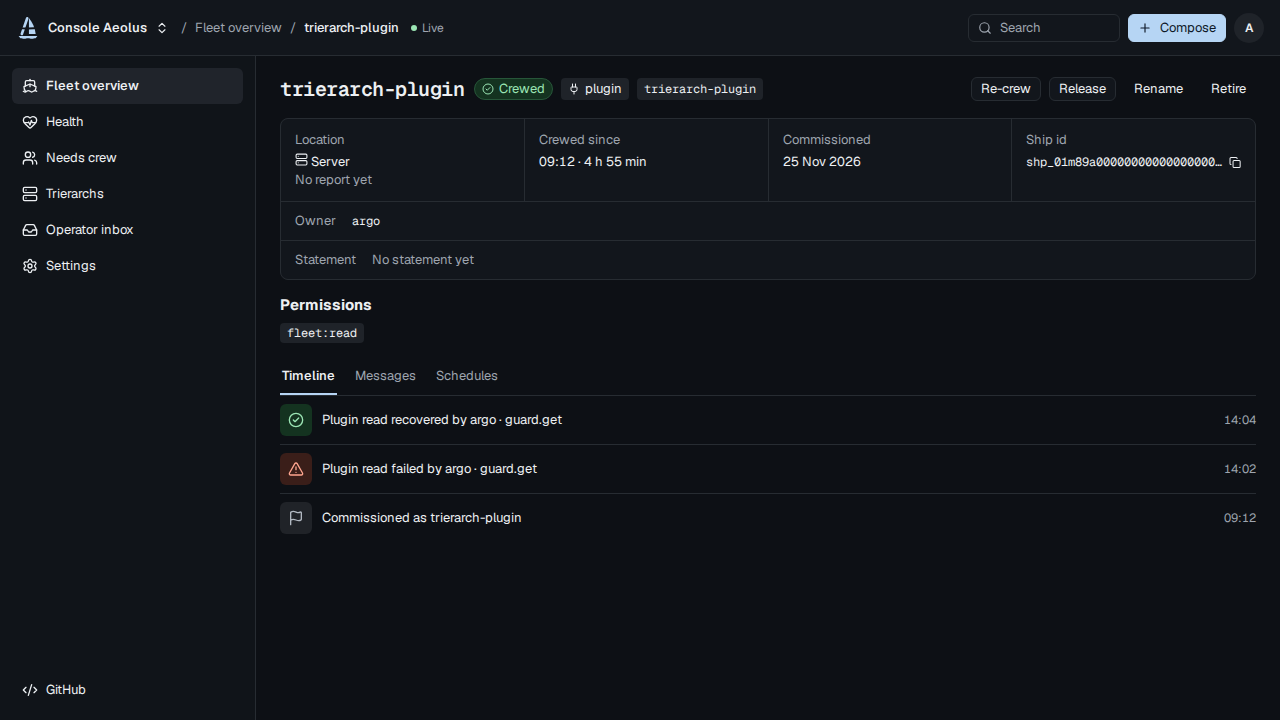 Console Aeolus / Fleet overview / trierarch-plugin Live
Search
Compose
A
Fleet overview
Health
Needs crew
Trierarchs
Operator inbox
Settings
GitHub
trierarch-plugin Crewed plugin trierarch-plugin
Re-crew Release Rename Retire
Location
Server
No report yet
Crewed since
09:12 · 4 h 55 min
Commissioned
25 Nov 2026
Ship id
shp_01m89a00000000000000000…
Owner argo
Statement No statement yet
Permissions
fleet:read
Timeline Messages Schedules
Plugin read recovered by argo · guard.get 14:04
Plugin read failed by argo · guard.get 14:02
Commissioned as trierarch-plugin 09:12